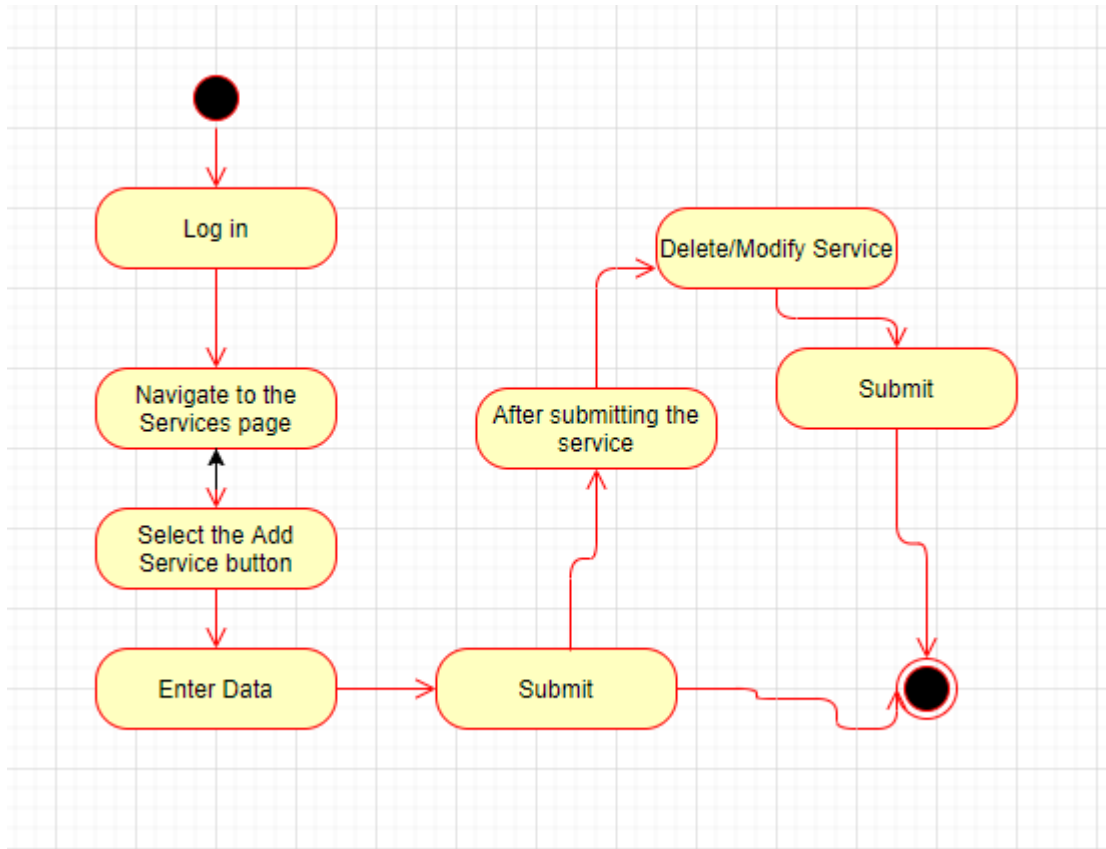 Log in
Navigate to the
Services page
Select the Add
Service button
Enter Data
Submit
After submitting the
service
Delete/Modify Service
Submit